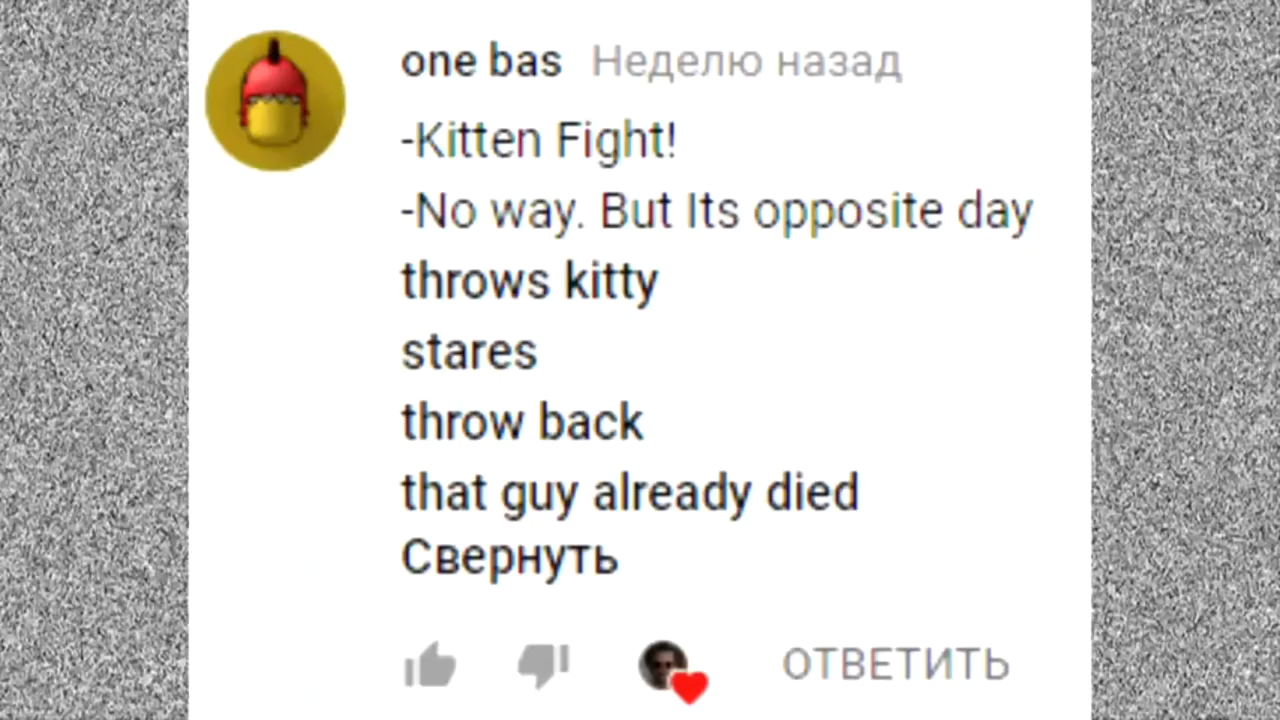 one bas Неделю назад
-Kitten Fight!
-No way. But Its opposite day
throws kitty
stares
throw back
that guy already died
Свернуть
ОТВЕТИТЬ